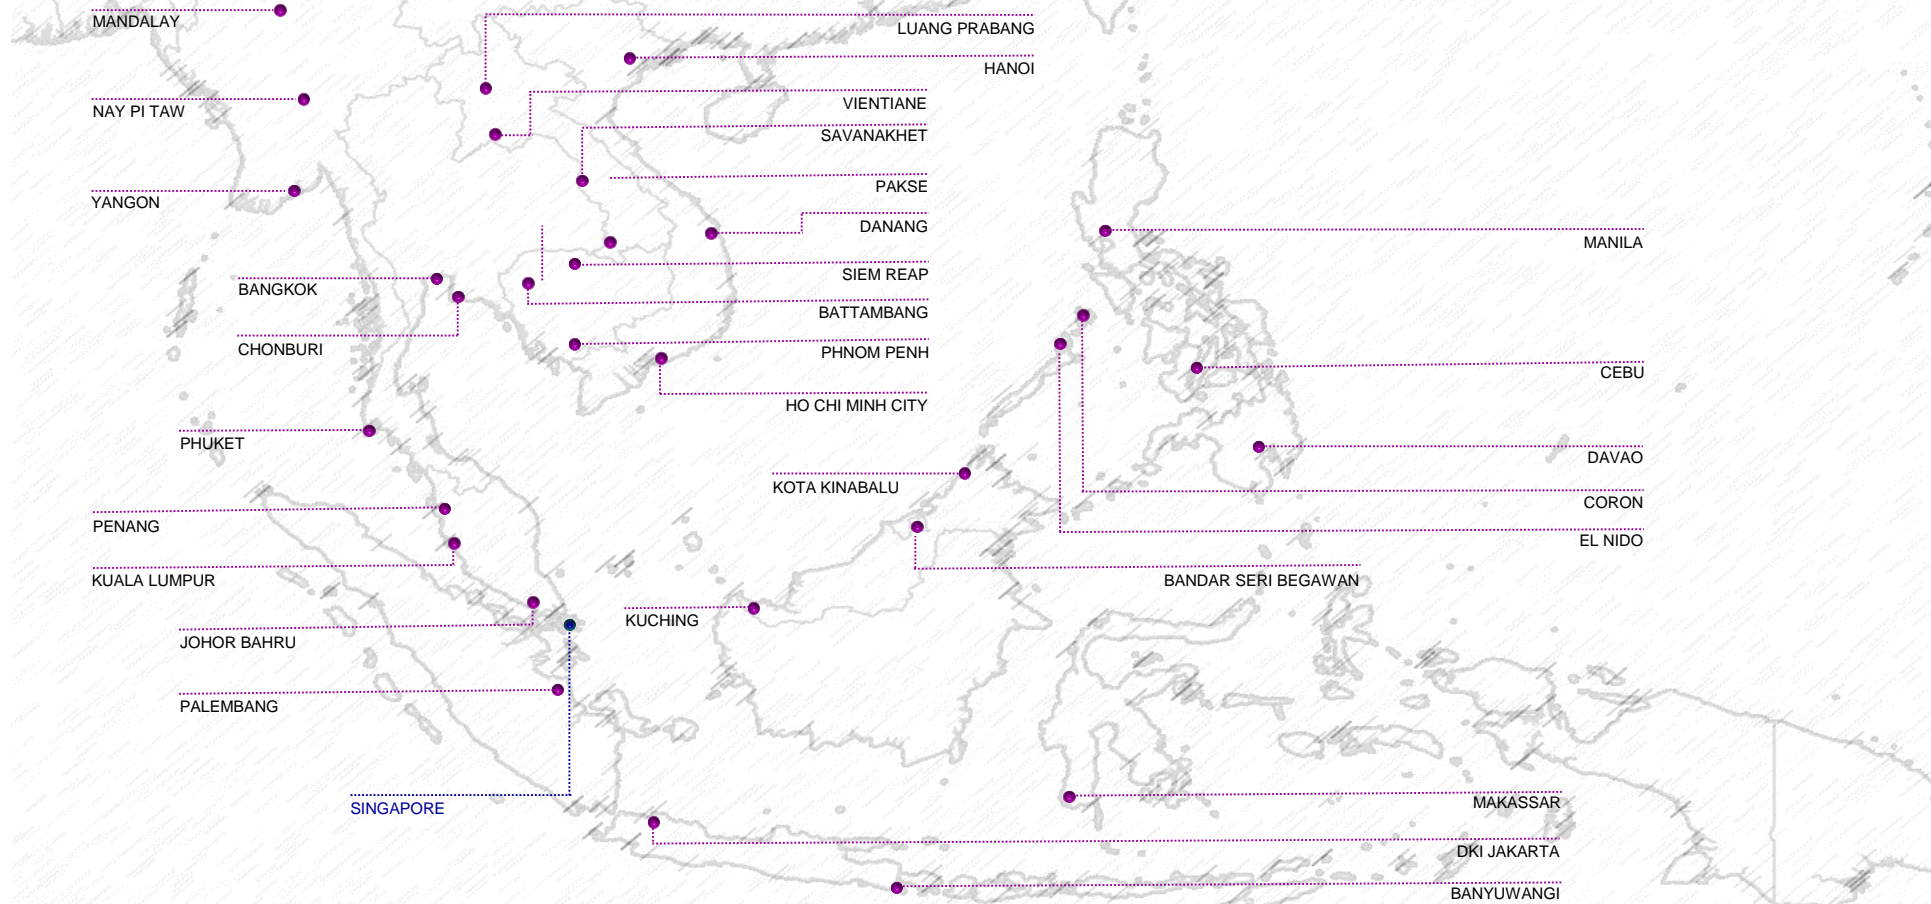 MANDALAY
LUANG PRABANG
HANOI
NAY PI TAW
VIENTIANE
SAVANAKHET
YANGON
PAKSE
DANANG
MANILA
BANGKOK
SIEM REAP
BATTAMBANG
CHONBURI
PHNOM PENH
CEBU
HO CHI MINH CITY
PHUKET
DAVAO
KOTA KINABALU
CORON
PENANG
EL NIDO
KUALA LUMPUR
BANDAR SERI BEGAWAN
KUCHING
JOHOR BAHRU
PALEMBANG
SINGAPORE
MAKASSAR
DKI JAKARTA
BANYUWANGI